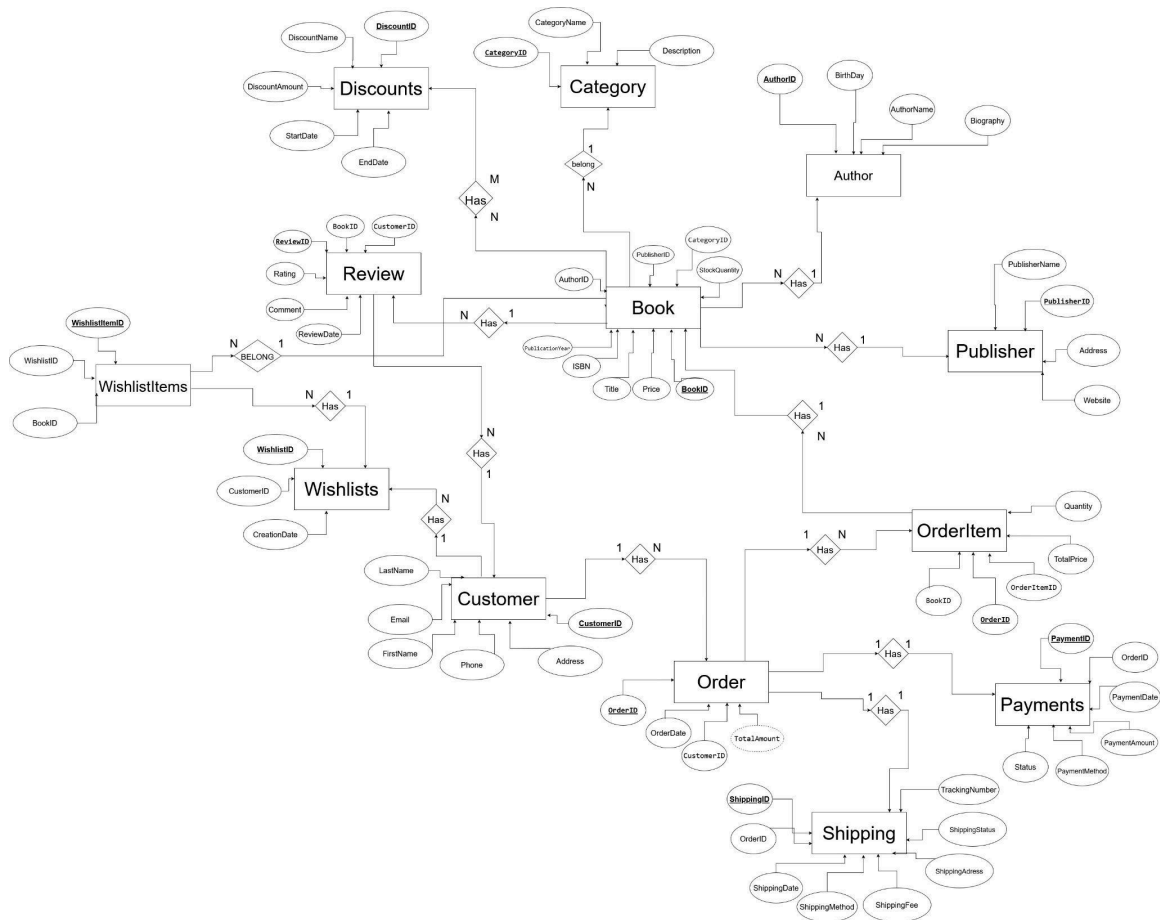 DiscountName
DiscountID
DiscountAmount
Discounts
StartDate
EndDate
CategoryName
CategoryID
Description
Category
AuthorID
BirthDay
AuthorName
Biography
Author
M
Has
N
1
belong
N
ReviewID
BookID
CustomerID
Rating
Review
Comment
ReviewDate
PublisherID
CategoryID
AuthorID
StockQuantity
Book
PublicationYear
ISBN
Title
Price
BookID
N
Has
1
N
Has
1
PublisherName
PublisherID
Publisher
Address
Website
N
Has
1
WishlistItemID
WishlistID
WishlistItems
BookID
N
BELONG
1
N
Has
1
WishlistID
CustomerID
Wishlists
CreationDate
N
Has
1
N
Has
1
Has
1
N
Quantity
OrderItem
TotalPrice
OrderItemID
BookID
OrderID
1
Has
N
LastName
Email
Customer
CustomerID
FirstName
Phone
Address
1
Has
N
Order
OrderID
OrderDate
CustomerID
TotalAmount
1
Has
1
1
Has
1
PaymentID
OrderID
Payments
PaymentDate
PaymentAmount
Status
PaymentMethod
ShippingID
TrackingNumber
OrderID
Shipping
ShippingStatus
ShippingAdress
ShippingDate
ShippingMethod
ShippingFee